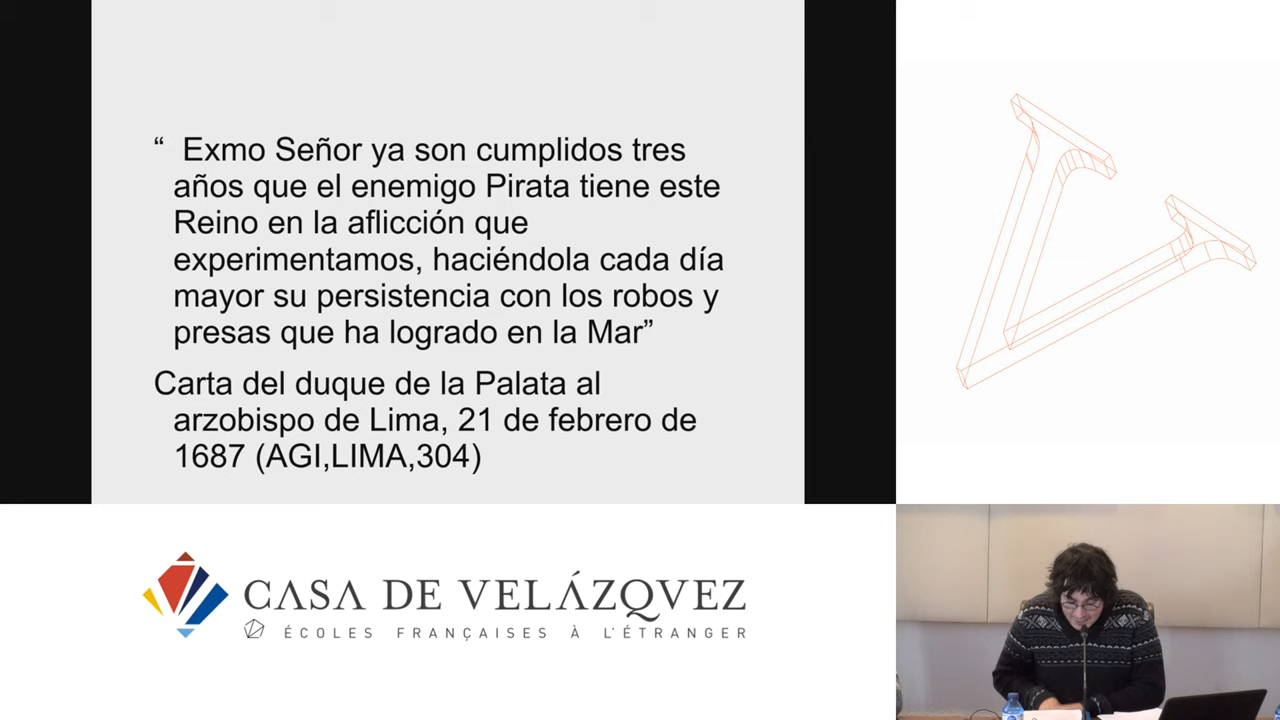 “ Exmo Señor ya son cumplidos tres
años que el enemigo Pirata tiene este
Reino en la aflicción que
experimentamos, haciéndola cada día
mayor su persistencia con los robos y
presas que ha logrado en la Mar”
Carta del duque de la Palata al
arzobispo de Lima, 21 de febrero de
1687 (AGI,LIMA,304)
CASA DE VELÁZQVEZ
ÉCOLES FRANÇAISES À L'ÉTRANGER